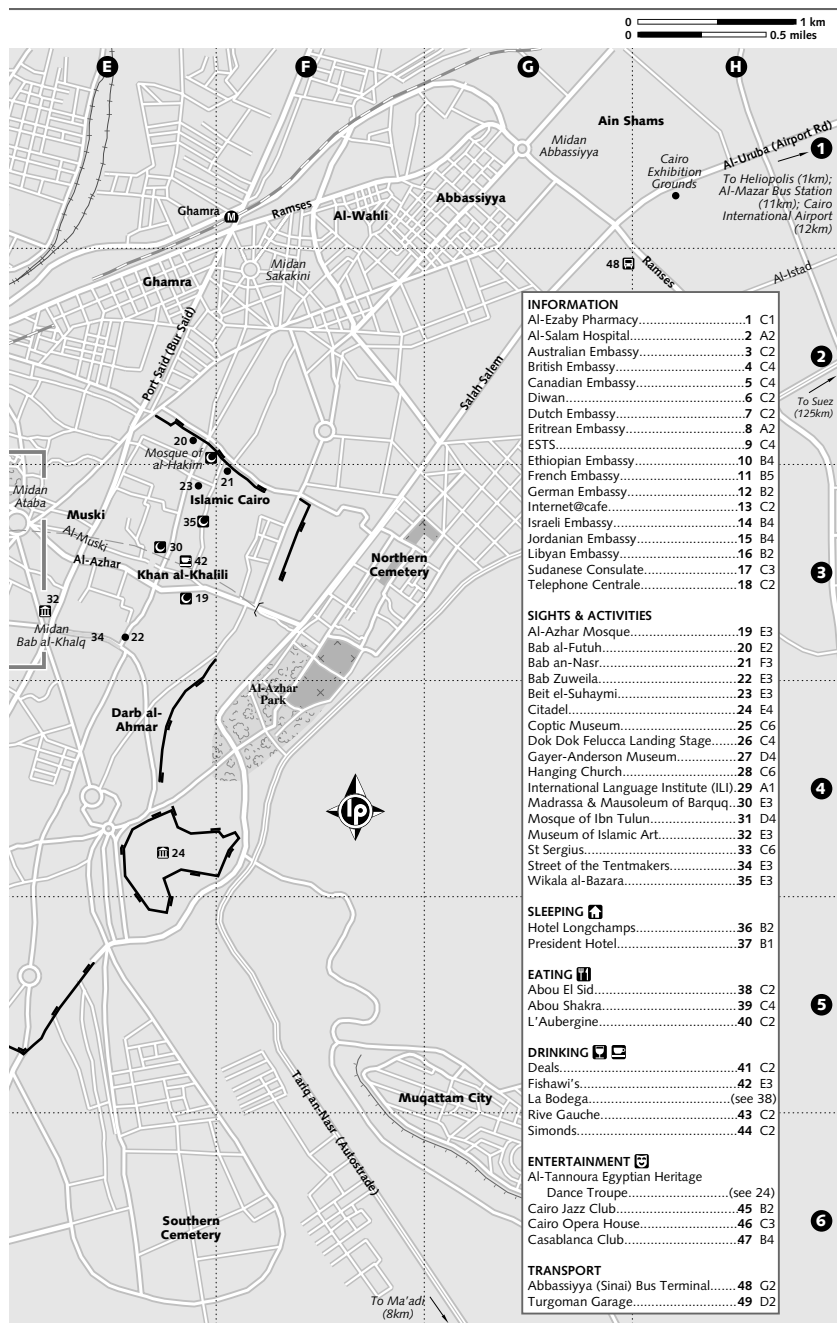 0 1 km
0 0.5 miles
E F G H
Ain Shams
Midan
Abbassiyya
Al-Uruba (Airport Rd)
1
Cairo
Exhibition
Grounds
To Heliopolis (1km);
Al-Mazar Bus Station
(11km); Cairo
International Airport
(12km)
Abbassiyya
Ghamra
M
Ramses
Al-Wahli
Midan
Sakakini
Ghamra
48
Ramses
Al-Istad
Port Said (Bur Said)
Salah Salem
2
To Suez
(125km)
20
Mosque of
al-Hakim
21
23
Islamic Cairo
Midan
Ataba
Muski
35
Al-Muski
30
Al-Azhar
42
Khan al-Khalili
Northern
Cemetery
3
32
19
Midan
Bab al-Khalq
34
22
Al-Azhar
Park
Darb al-
Ahmar
lp
4
24
5
Tariq an-Nasr (Autostrade)
Muqattam City
Southern
Cemetery
6
To Ma'adi
(8km)
INFORMATION
Al-Ezaby Pharmacy..........................1 C1
Al-Salam Hospital............................2 A2
Australian Embassy..........................3 C2
British Embassy................................4 C4
Canadian Embassy...........................5 C4
Diwan..............................................6 C2
Dutch Embassy................................7 C2
Eritrean Embassy.............................8 A2
ESTS.................................................9 C4
Ethiopian Embassy.........................10 B4
French Embassy..............................11 B5
German Embassy............................12 B2
Internet@cafe.................................13 C2
Israeli Embassy...............................14 B4
Jordanian Embassy.........................15 B4
Libyan Embassy..............................16 B2
Sudanese Consulate........................17 C3
Telephone Centrale.........................18 C2
SIGHTS & ACTIVITIES
Al-Azhar Mosque............................19 E3
Bab al-Futuh...................................20 E2
Bab an-Nasr....................................21 F3
Bab Zuweila....................................22 E3
Beit el-Suhaymi...............................23 E3
Citadel............................................24 E4
Coptic Museum...............................25 C6
Dok Dok Felucca Landing Stage.....26 C4
Gayer-Anderson Museum...............27 D4
Hanging Church..............................28 C6
International Language Institute (ILI).29 A1
Madrassa & Mausoleum of Barquq..30 E3
Mosque of Ibn Tulun.......................31 D4
Museum of Islamic Art....................32 E3
St Sergius........................................33 C6
Street of the Tentmakers.................34 E3
Wikala al-Bazara.............................35 E3
SLEEPING
Hotel Longchamps..........................36 B2
President Hotel................................37 B1
EATING
Abou El Sid.....................................38 C2
Abou Shakra...................................39 C4
L'Aubergine....................................40 C2
DRINKING
Deals...............................................41 C2
Fishawi's.........................................42 E3
La Bodega...................................(see 38)
Rive Gauche...................................43 C2
Simonds..........................................44 C2
ENTERTAINMENT
Al-Tannoura Egyptian Heritage
Dance Troupe.........................(see 24)
Cairo Jazz Club...............................45 B2
Cairo Opera House.........................46 C3
Casablanca Club.............................47 B4
TRANSPORT
Abbassiyya (Sinai) Bus Terminal.......48 G2
Turgoman Garage...........................49 D2